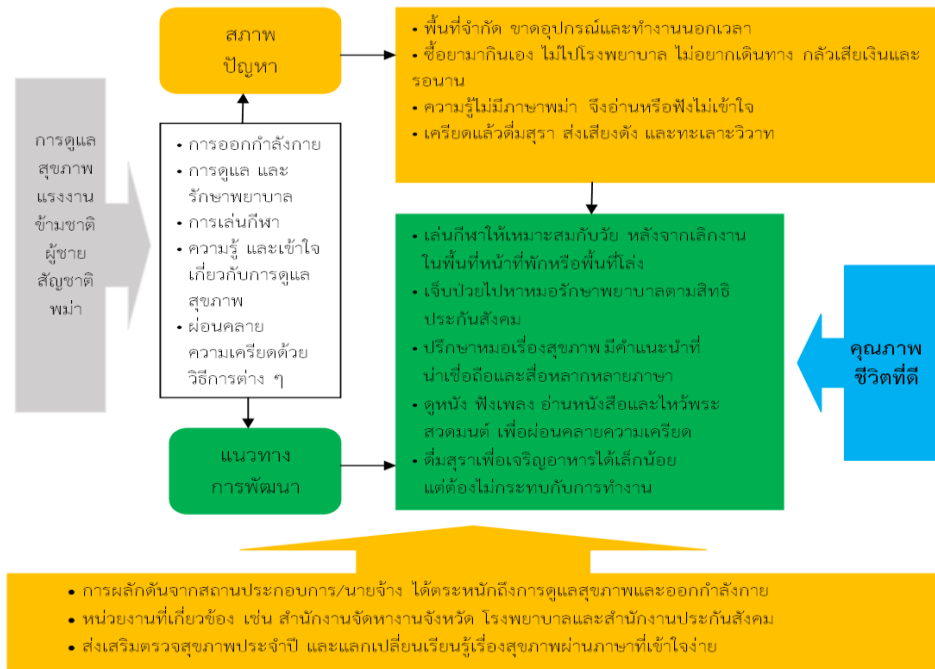 สภาพ
ปัญหา
• พื้นที่จำกัด ขาดอุปกรณ์และทำงานนอกเวลา
• ซื้อยามากินเอง ไม่ไปโรงพยาบาล ไม่อยากเดินทาง กลัวเสียเงินและ
รอนาน
• ความรู้ไม่มีภาษาพม่า จึงอ่านหรือฟังไม่เข้าใจ
• เครียดแล้วดื่มสุรา ส่งเสียงดัง และทะเลาะวิวาท
การดูแล
สุขภาพ
แรงงาน
ข้ามชาติ
ผู้ชาย
สัญชาติ
พม่า
• การออกกำลังกาย
• การดูแล และ
รักษาพยาบาล
• การเล่นกีฬา
• ความรู้ และเข้าใจ
เกี่ยวกับการดูแล
สุขภาพ
• ผ่อนคลาย
ความเครียดด้วย
วิธีการต่าง ๆ
• เล่นกีฬาให้เหมาะสมกับวัย หลังจากเลิกงาน
ในพื้นที่หน้าที่พักหรือพื้นที่โล่ง
• เจ็บป่วยไปหาหมอรักษาพยาบาลตามสิทธิ
ประกันสังคม
• ปรึกษาหมอเรื่องสุขภาพ มีคำแนะนำที่
น่าเชื่อถือและสื่อหลากหลายภาษา
• ดูหนัง ฟังเพลง อ่านหนังสือและไหว้พระ
สวดมนต์ เพื่อผ่อนคลายความเครียด
• ดื่มสุราเพื่อเจริญอาหารได้เล็กน้อย
แต่ต้องไม่กระทบกับการทำงาน
คุณภาพ
ชีวิตที่ดี
แนวทาง
การพัฒนา
• การผลักดันจากสถานประกอบการ/นายจ้าง ได้ตระหนักถึงการดูแลสุขภาพและออกกำลังกาย
• หน่วยงานที่เกี่ยวข้อง เช่น สำนักงานจัดหางานจังหวัด โรงพยาบาลและสำนักงานประกันสังคม
• ส่งเสริมตรวจสุขภาพประจำปี และแลกเปลี่ยนเรียนรู้เรื่องสุขภาพผ่านภาษาที่เข้าใจง่าย